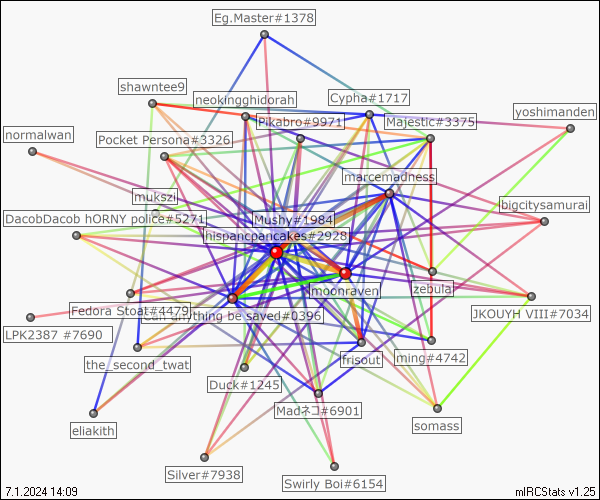 Eg.Master#1378
shawntee9
neokingghidorah
Cypha#1717
yoshimanden
Pikabro#9971
Majestic#3375
normalwan
Pocket Persona#3326
marcemadness
mukszi
bigcitysamurai
DacobDacob hORNY police#5271
Mushy#1984
hispancpancakes#2928
moonraven
zebula
Fedora Stoat#4479
anything be saved#0396
JKOUYH VIII#7034
LPK2387 #7690
the_second_twat
frisout
ming#4742
Duck#1245
Madネコ#6901
eliakith
somass
Silver#7938
Swirly Boi#6154
7.1.2024 14:09
mIRCStats v1.25